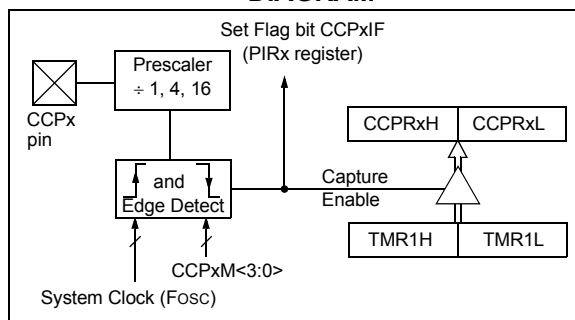 DIAGRAM
Set Flag bit CCPxIF
(PIRx register)
Prescaler
÷ 1, 4, 16
CCPx
pin
CCPRxH CCPRxL
and
Edge Detect
Capture
Enable
TMR1H TMR1L
CCPxM<3:0>
System Clock (FOSC)